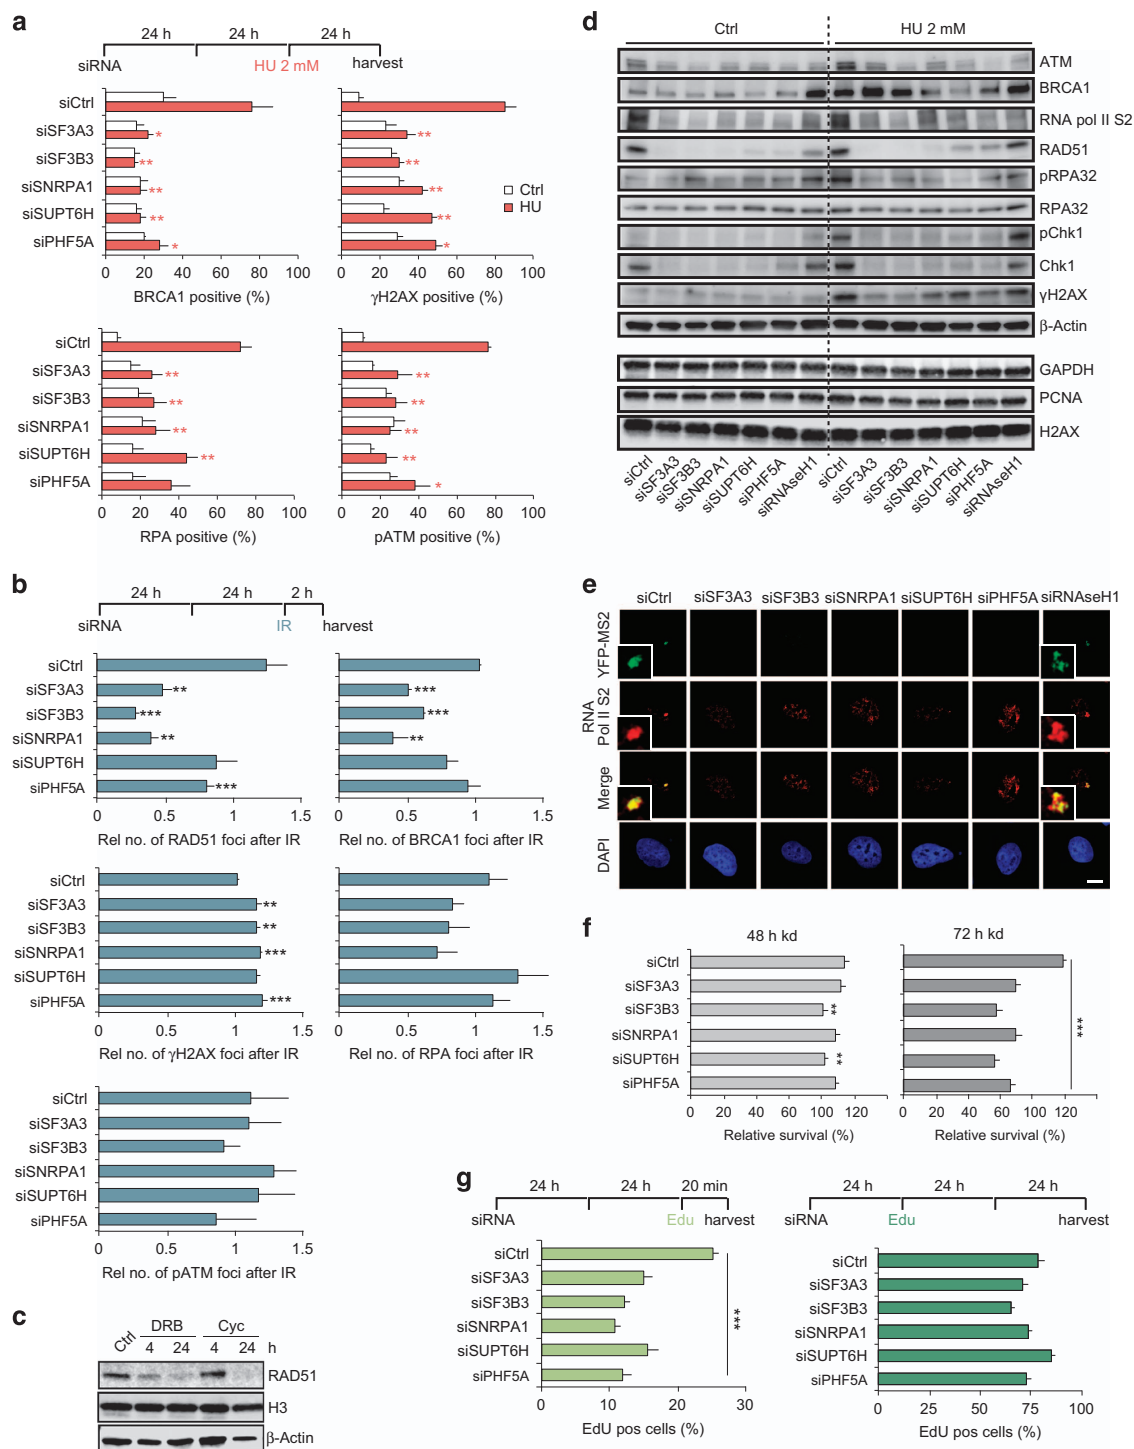 a
24 h 24 h 24 h
siRNA HU 2 mM harvest
siCtrl
siSF3A3 * **
siSF3B3 ** **
siSNRPA1 ** **
siSUPT6H ** **
siPHF5A * *
Ctrl
HU
0 20 40 60 80 100 0 20 40 60 80 100
BRCA1 positive (%) γH2AX positive (%)
siCtrl
siSF3A3 ** **
siSF3B3 ** **
siSNRPA1 ** **
siSUPT6H ** **
siPHF5A *
0 20 40 60 80 100 0 20 40 60 80 100
RPA positive (%) pATM positive (%)
b
24 h 24 h 2 h
siRNA IR harvest
siCtrl
siSF3A3 ** ***
siSF3B3 *** ***
siSNRPA1 ** **
siSUPT6H
siPHF5A ***
0 0.5 1 1.5 0 0.5 1 1.5
Rel no. of RAD51 foci after IR Rel no. of BRCA1 foci after IR
siCtrl
siSF3A3 **
siSF3B3 **
siSNRPA1 ***
siSUPT6H
siPHF5A ***
0 0.5 1 1.5 0 0.5 1 1.5
Rel no. of γH2AX foci after IR Rel no. of RPA foci after IR
siCtrl
siSF3A3
siSF3B3
siSNRPA1
siSUPT6H
siPHF5A
0 0.5 1 1.5
Rel no. of pATM foci after IR
c
Ctrl DRB Cyc
4 24 4 24 h
RAD51
H3
β-Actin
d
Ctrl HU 2 mM
ATM
BRCA1
RNA pol II S2
RAD51
pRPA32
RPA32
pChk1
Chk1
γH2AX
β-Actin
GAPDH
PCNA
H2AX
siCtrl siSF3A3 siSF3B3 siSNRPA1 siSUPT6H siPHF5A siRNAseH1 siCtrl siSF3A3 siSF3B3 siSNRPA1 siSUPT6H siPHF5A siRNAseH1
e
siCtrl siSF3A3 siSF3B3 siSNRPA1 siSUPT6H siPHF5A siRNAseH1
YFP-MS2
RNA
Pol II S2
Merge
DAPI
f
48 h kd 72 h kd
siCtrl
siSF3A3
siSF3B3 **
siSNRPA1 ***
siSUPT6H **
siPHF5A
0 20 40 60 80 100 120 0 20 40 60 80 100 120
Relative survival (%) Relative survival (%)
g
24 h 24 h 20 min 24 h 24 h 24 h
siRNA Edu harvest siRNA Edu harvest
siCtrl siCtrl
siSF3A3 siSF3A3
siSF3B3 siSF3B3
siSNRPA1 *** siSNRPA1
siSUPT6H siSUPT6H
siPHF5A siPHF5A
0 10 20 30 0 25 50 75 100
EdU pos cells (%) EdU pos cells (%)